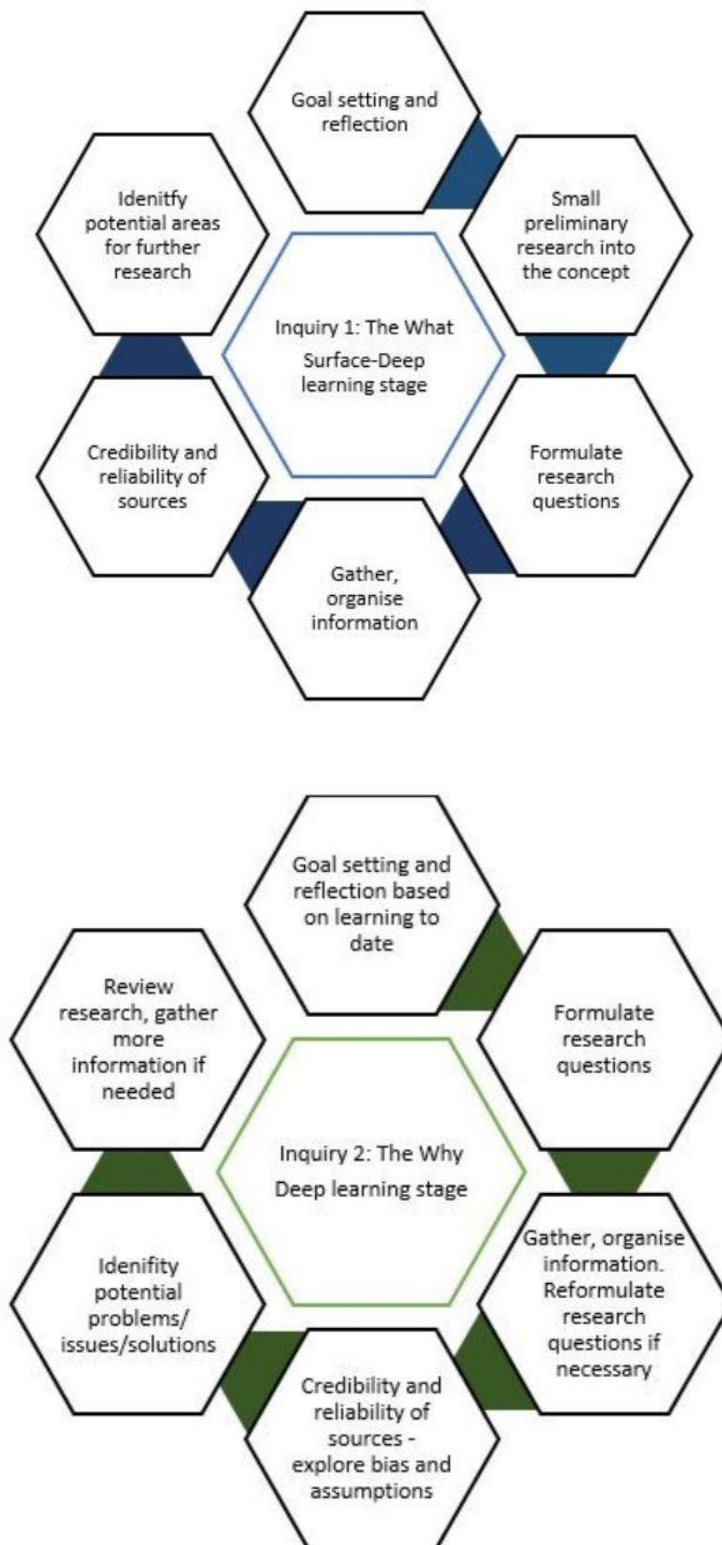 Goal setting and
reflection
Small
preliminary
research into
the concept
Formulate
research
questions
Gather,
organise
information
Credibility and
reliability of
sources
Idenitfy
potential areas
for further
research
Inquiry 1: The What
Surface-Deep
learning stage
Goal setting and
reflection based
on learning to
date
Formulate
research
questions
Gather, organise
information.
Reformulate
research
questions if
necessary
Credibility and
reliability of
sources -
explore bias and
assumptions
Idenifity
potential
problems/
issues/solutions
Review
research, gather
more
information if
needed
Inquiry 2: The Why
Deep learning stage